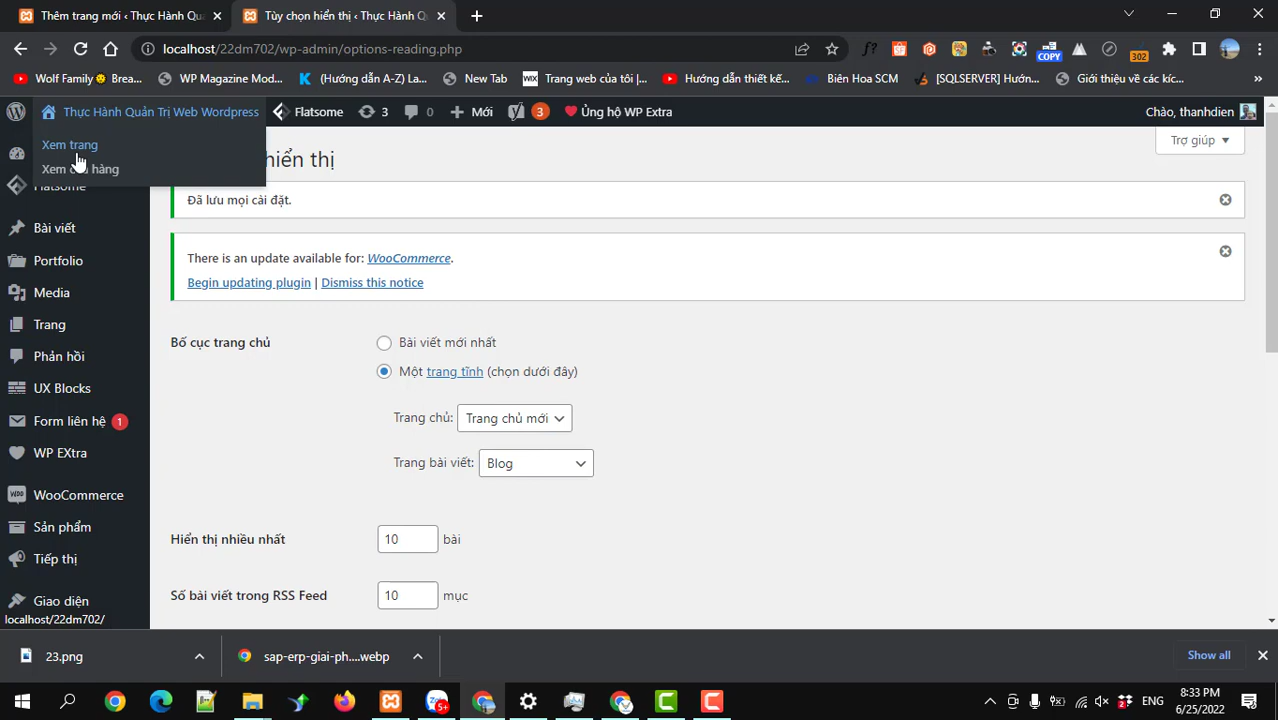 Thêm trang mới ‹ Thực Hành Quả
Tùy chọn hiển thị ‹ Thực Hành Q
localhost/22dm702/wp-admin/options-reading.php
f?
COPY
302
Wolf Family Brea...
WP Magazine Mod...
(Hướng dẫn A-Z) La...
New Tab
WIX
Trang web của tôi |...
Hướng dẫn thiết kế...
Biên Hoa SCM
[SQLSERVER] Hướn...
Giới thiệu về các kíc...
»
Thực Hành Quản Trị Web Wordpress
Flatsome
3
0
Mới
3
Ủng hộ WP Extra
Chào, thanhdien
Xem trang
Xem cửa hàng
hiển thị
Trợ giúp
Flatsome
Bài viết
Portfolio
Media
Trang
Phản hồi
UX Blocks
Form liên hệ 1
WP EXtra
WooCommerce
Sản phẩm
Tiếp thị
Giao diện
localhost/22dm702/
Đã lưu mọi cài đặt.
There is an update available for: WooCommerce.
Begin updating plugin | Dismiss this notice
Bố cục trang chủ
Bài viết mới nhất
Một trang tĩnh (chọn dưới đây)
Trang chủ: Trang chủ mới
Trang bài viết: Blog
Hiển thị nhiều nhất 10 bài
Số bài viết trong RSS Feed 10 mục
23.png
sap-erp-giai-ph....webp
Show all
5+
ENG
8:33 PM
6/25/2022